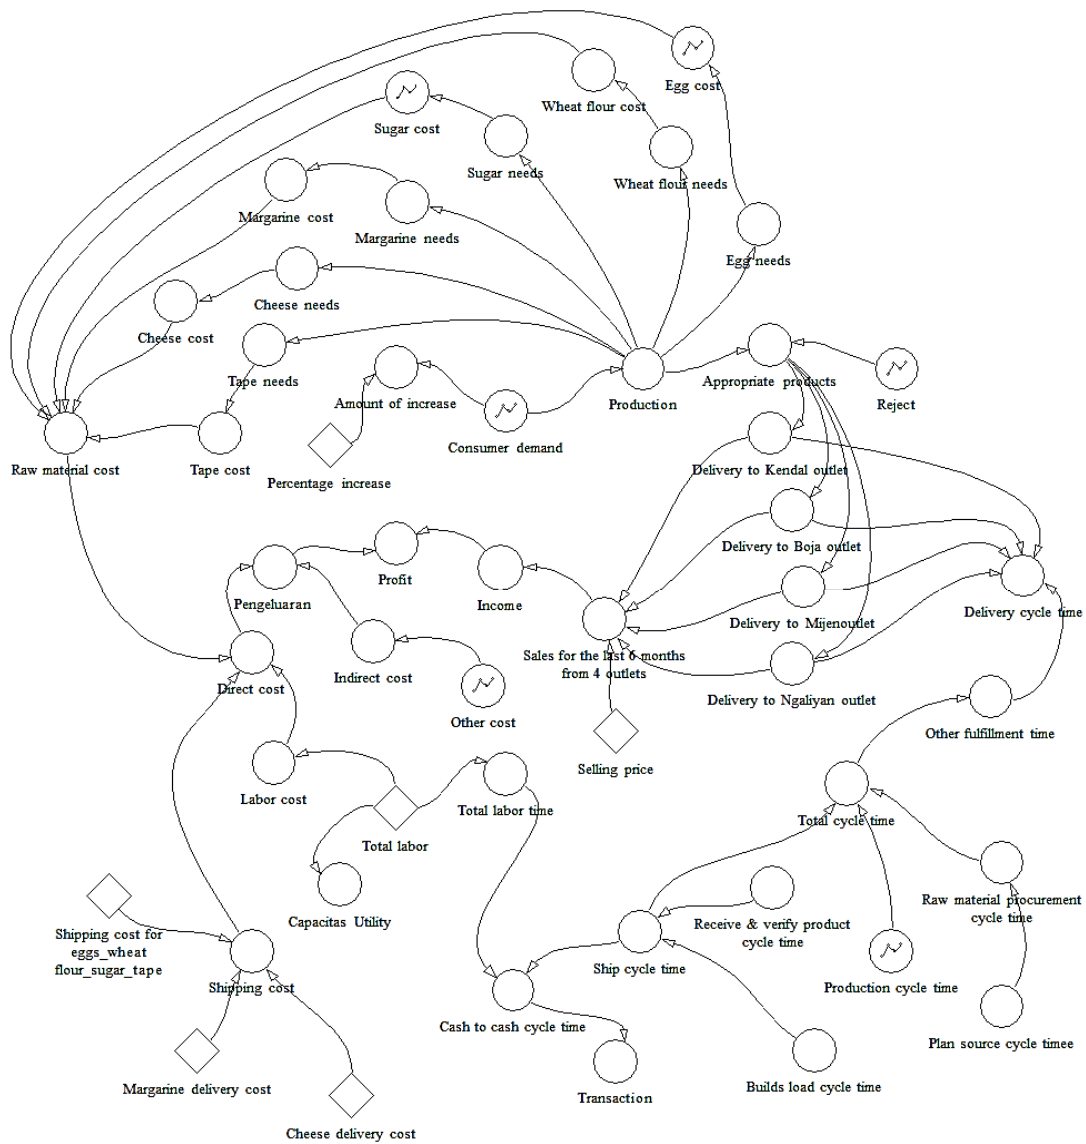 Egg cost
Wheat flour cost
Sugar cost
Sugar needs
Wheat flour needs
Margarine cost
Margarine needs
Egg needs
Cheese needs
Cheese cost
Tape needs
Appropriate products
Amount of increase
Production
Reject
Consumer demand
Raw material cost
Tape cost
Delivery to Kendal outlet
Percentage increase
Delivery to Boja outlet
Profit
Pengeluaran
Income
Delivery cycle time
Delivery to Mijenoutlet
Sales for the last 6 months
from 4 outlets
Indirect cost
Direct cost
Delivery to Ngaliyan outlet
Other cost
Other fulfillment time
Selling price
Labor cost
Total labor time
Total cycle time
Total labor
Raw material procurement
cycle time
Capacitas Utility
Receive & verify product
cycle time
Shipping cost for
eggs_wheat
flour_sugar_tape
Ship cycle time
Shipping cost
Production cycle time
Cash to cash cycle time
Plan source cycle timee
Margarine delivery cost
Builds load cycle time
Transaction
Cheese delivery cost